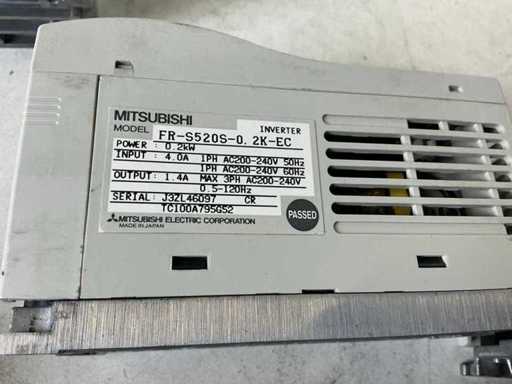 MITSUBISHI INVERTER
MODEL FR-S520S-0.2K-EC
POWER : 0.2kW
INPUT : 4.0A 1PH AC200-240V 50Hz
1PH AC200-240V 60Hz
OUTPUT: 1.4A MAX 3PH AC200-240V
0.5-120Hz
SERIAL: J3ZL46097 CR
TC100A795G52
PASSED
MITSUBISHI ELECTRIC CORPORATION
MADE IN JAPAN